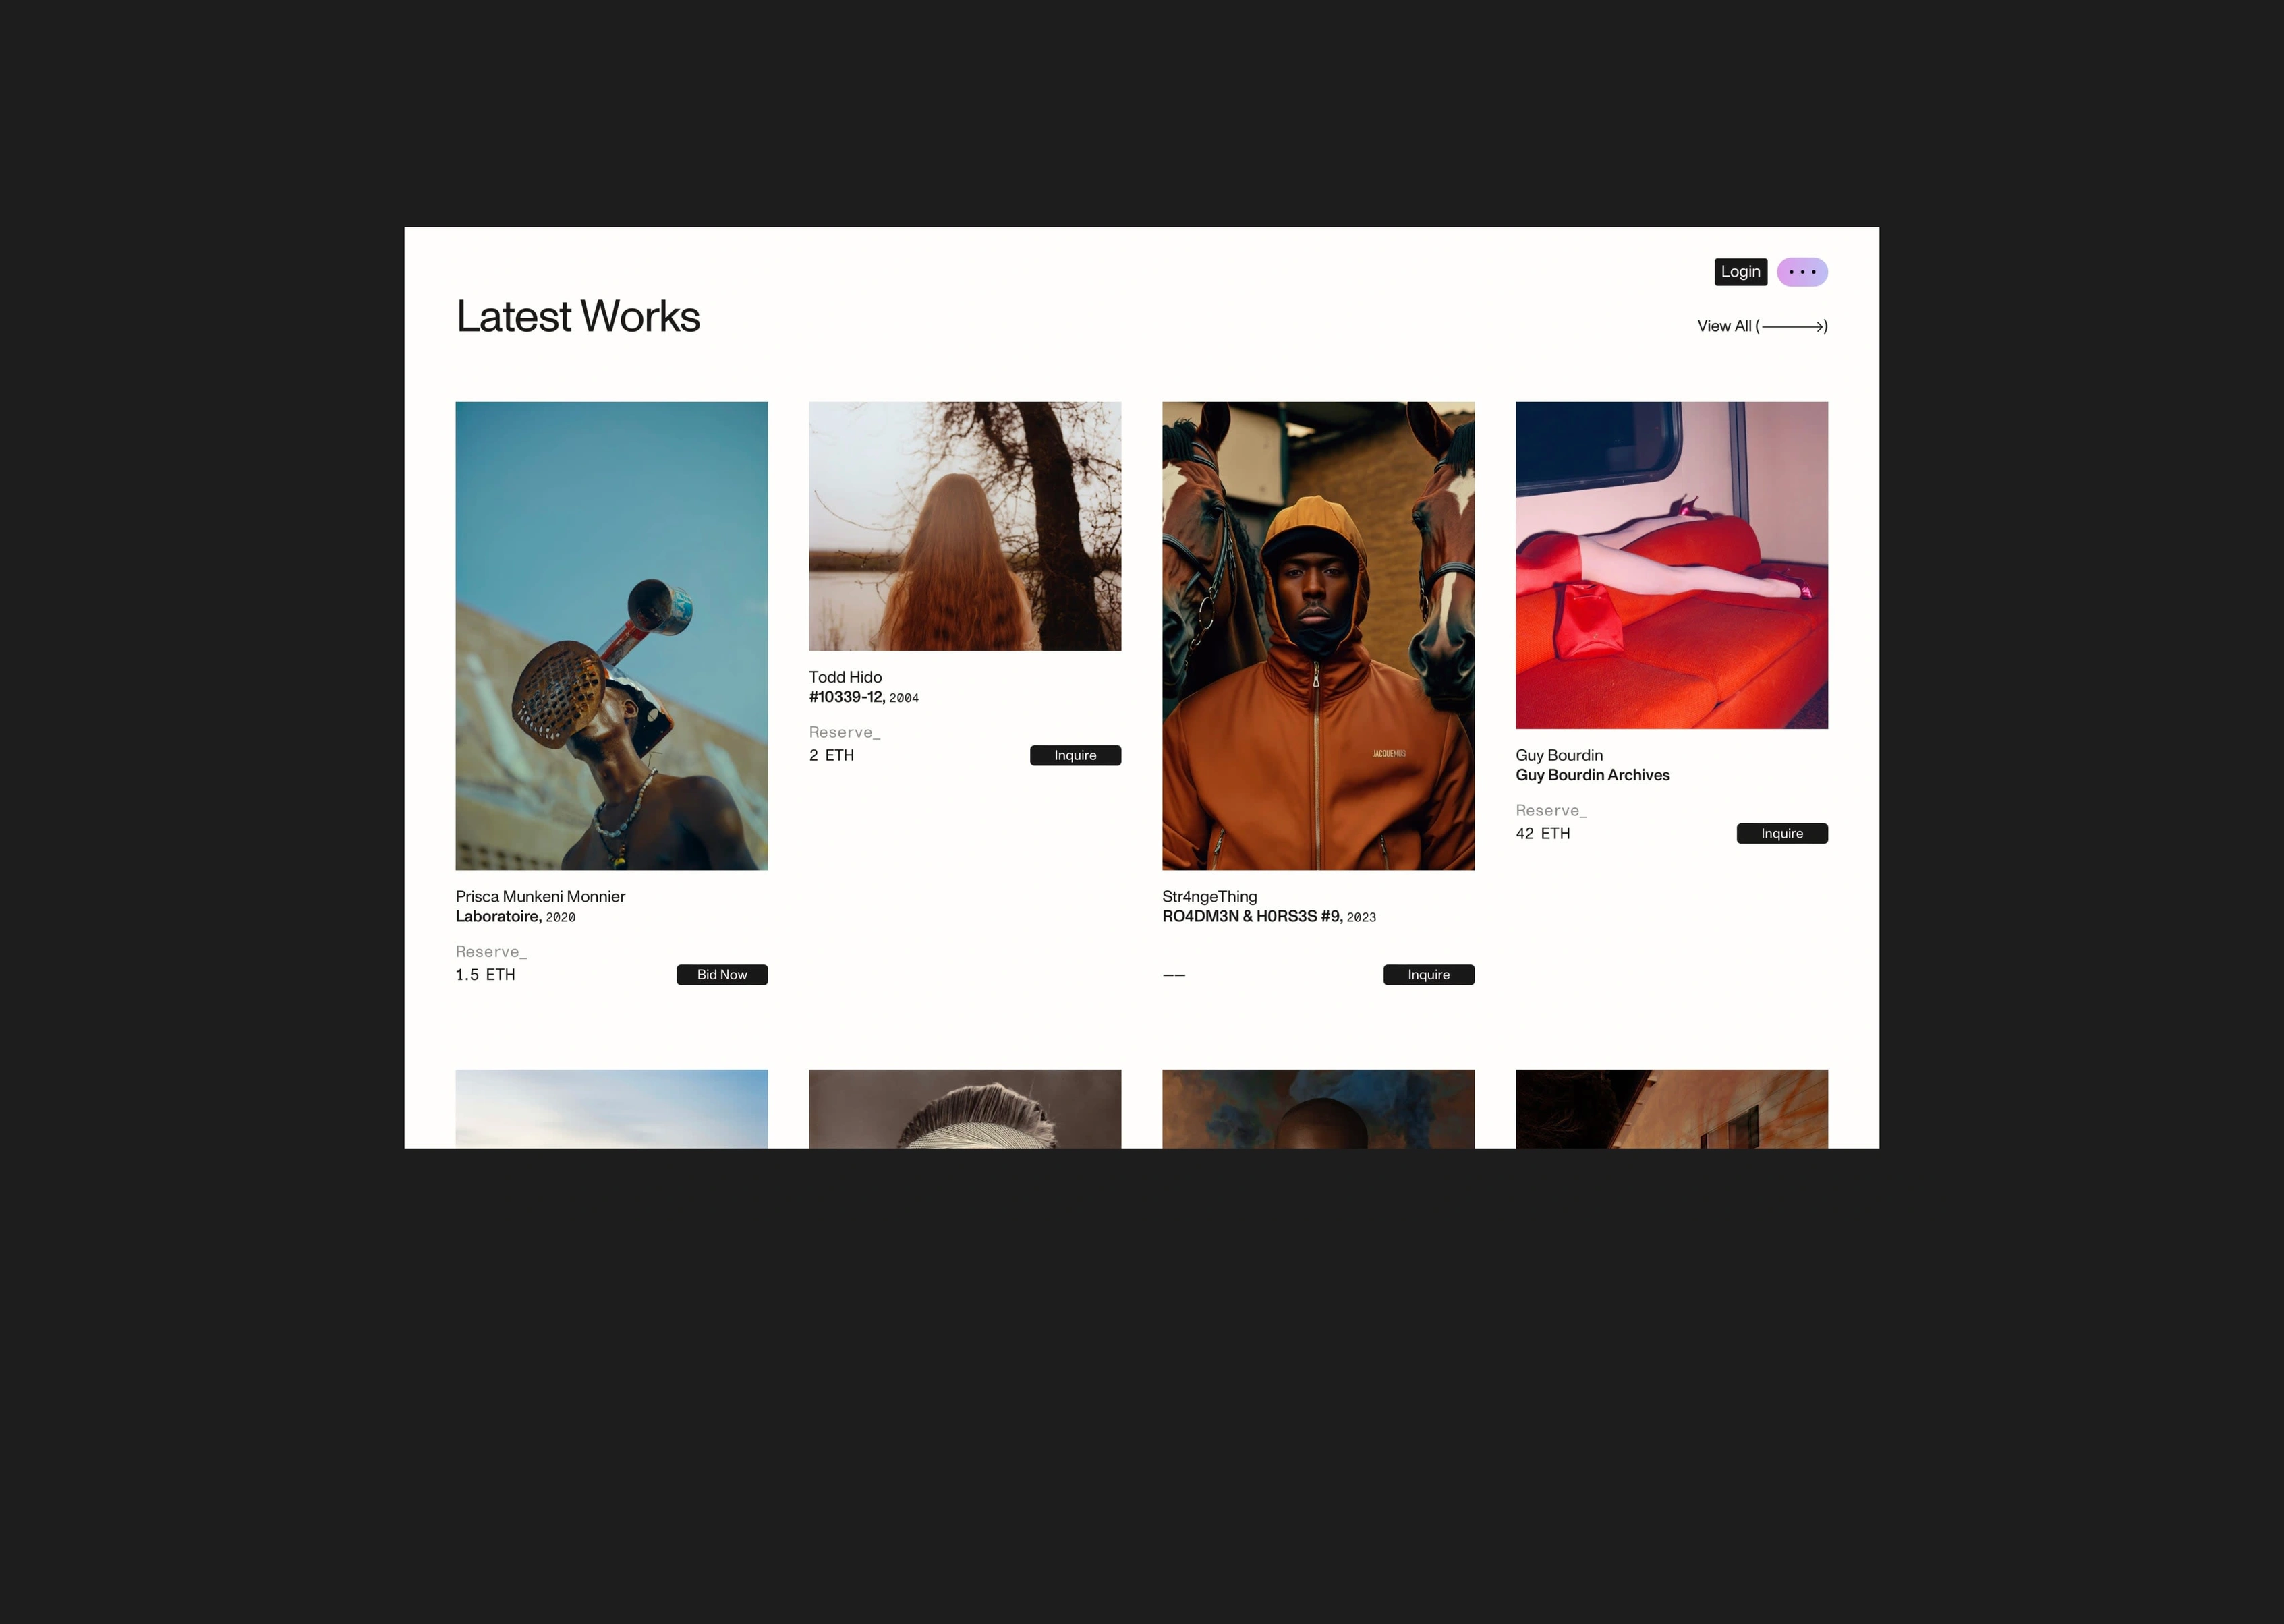 Login
Latest Works
View All (⟶)
JACQUEMUS
Prisca Munkeni Monnier
Laboratoire, 2020
Reserve_
1.5 ETH
Bid Now
Todd Hido
#10339-12, 2004
Reserve_
2 ETH
Inquire
Str4ngeThing
RO4DM3N & H0RS3S #9, 2023
——
Inquire
Guy Bourdin
Guy Bourdin Archives
Reserve_
42 ETH
Inquire